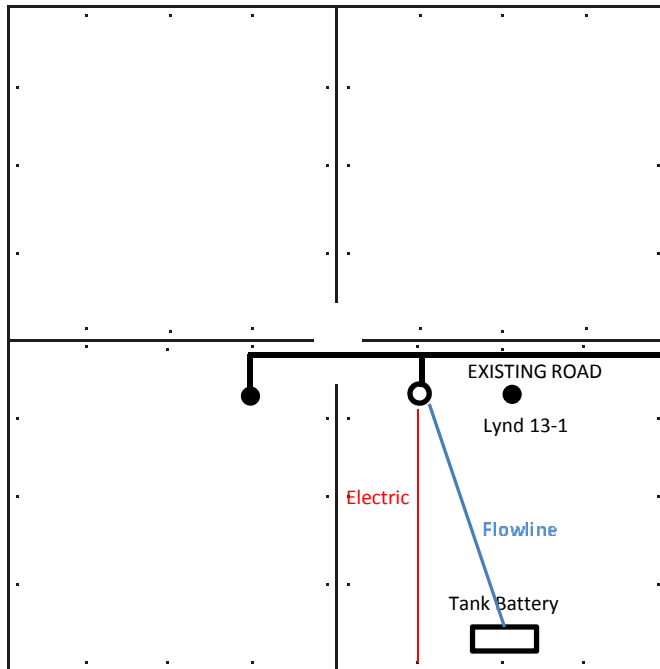 EXISTING ROAD
Lynd 13-1
Electric
Flowline
Tank Battery